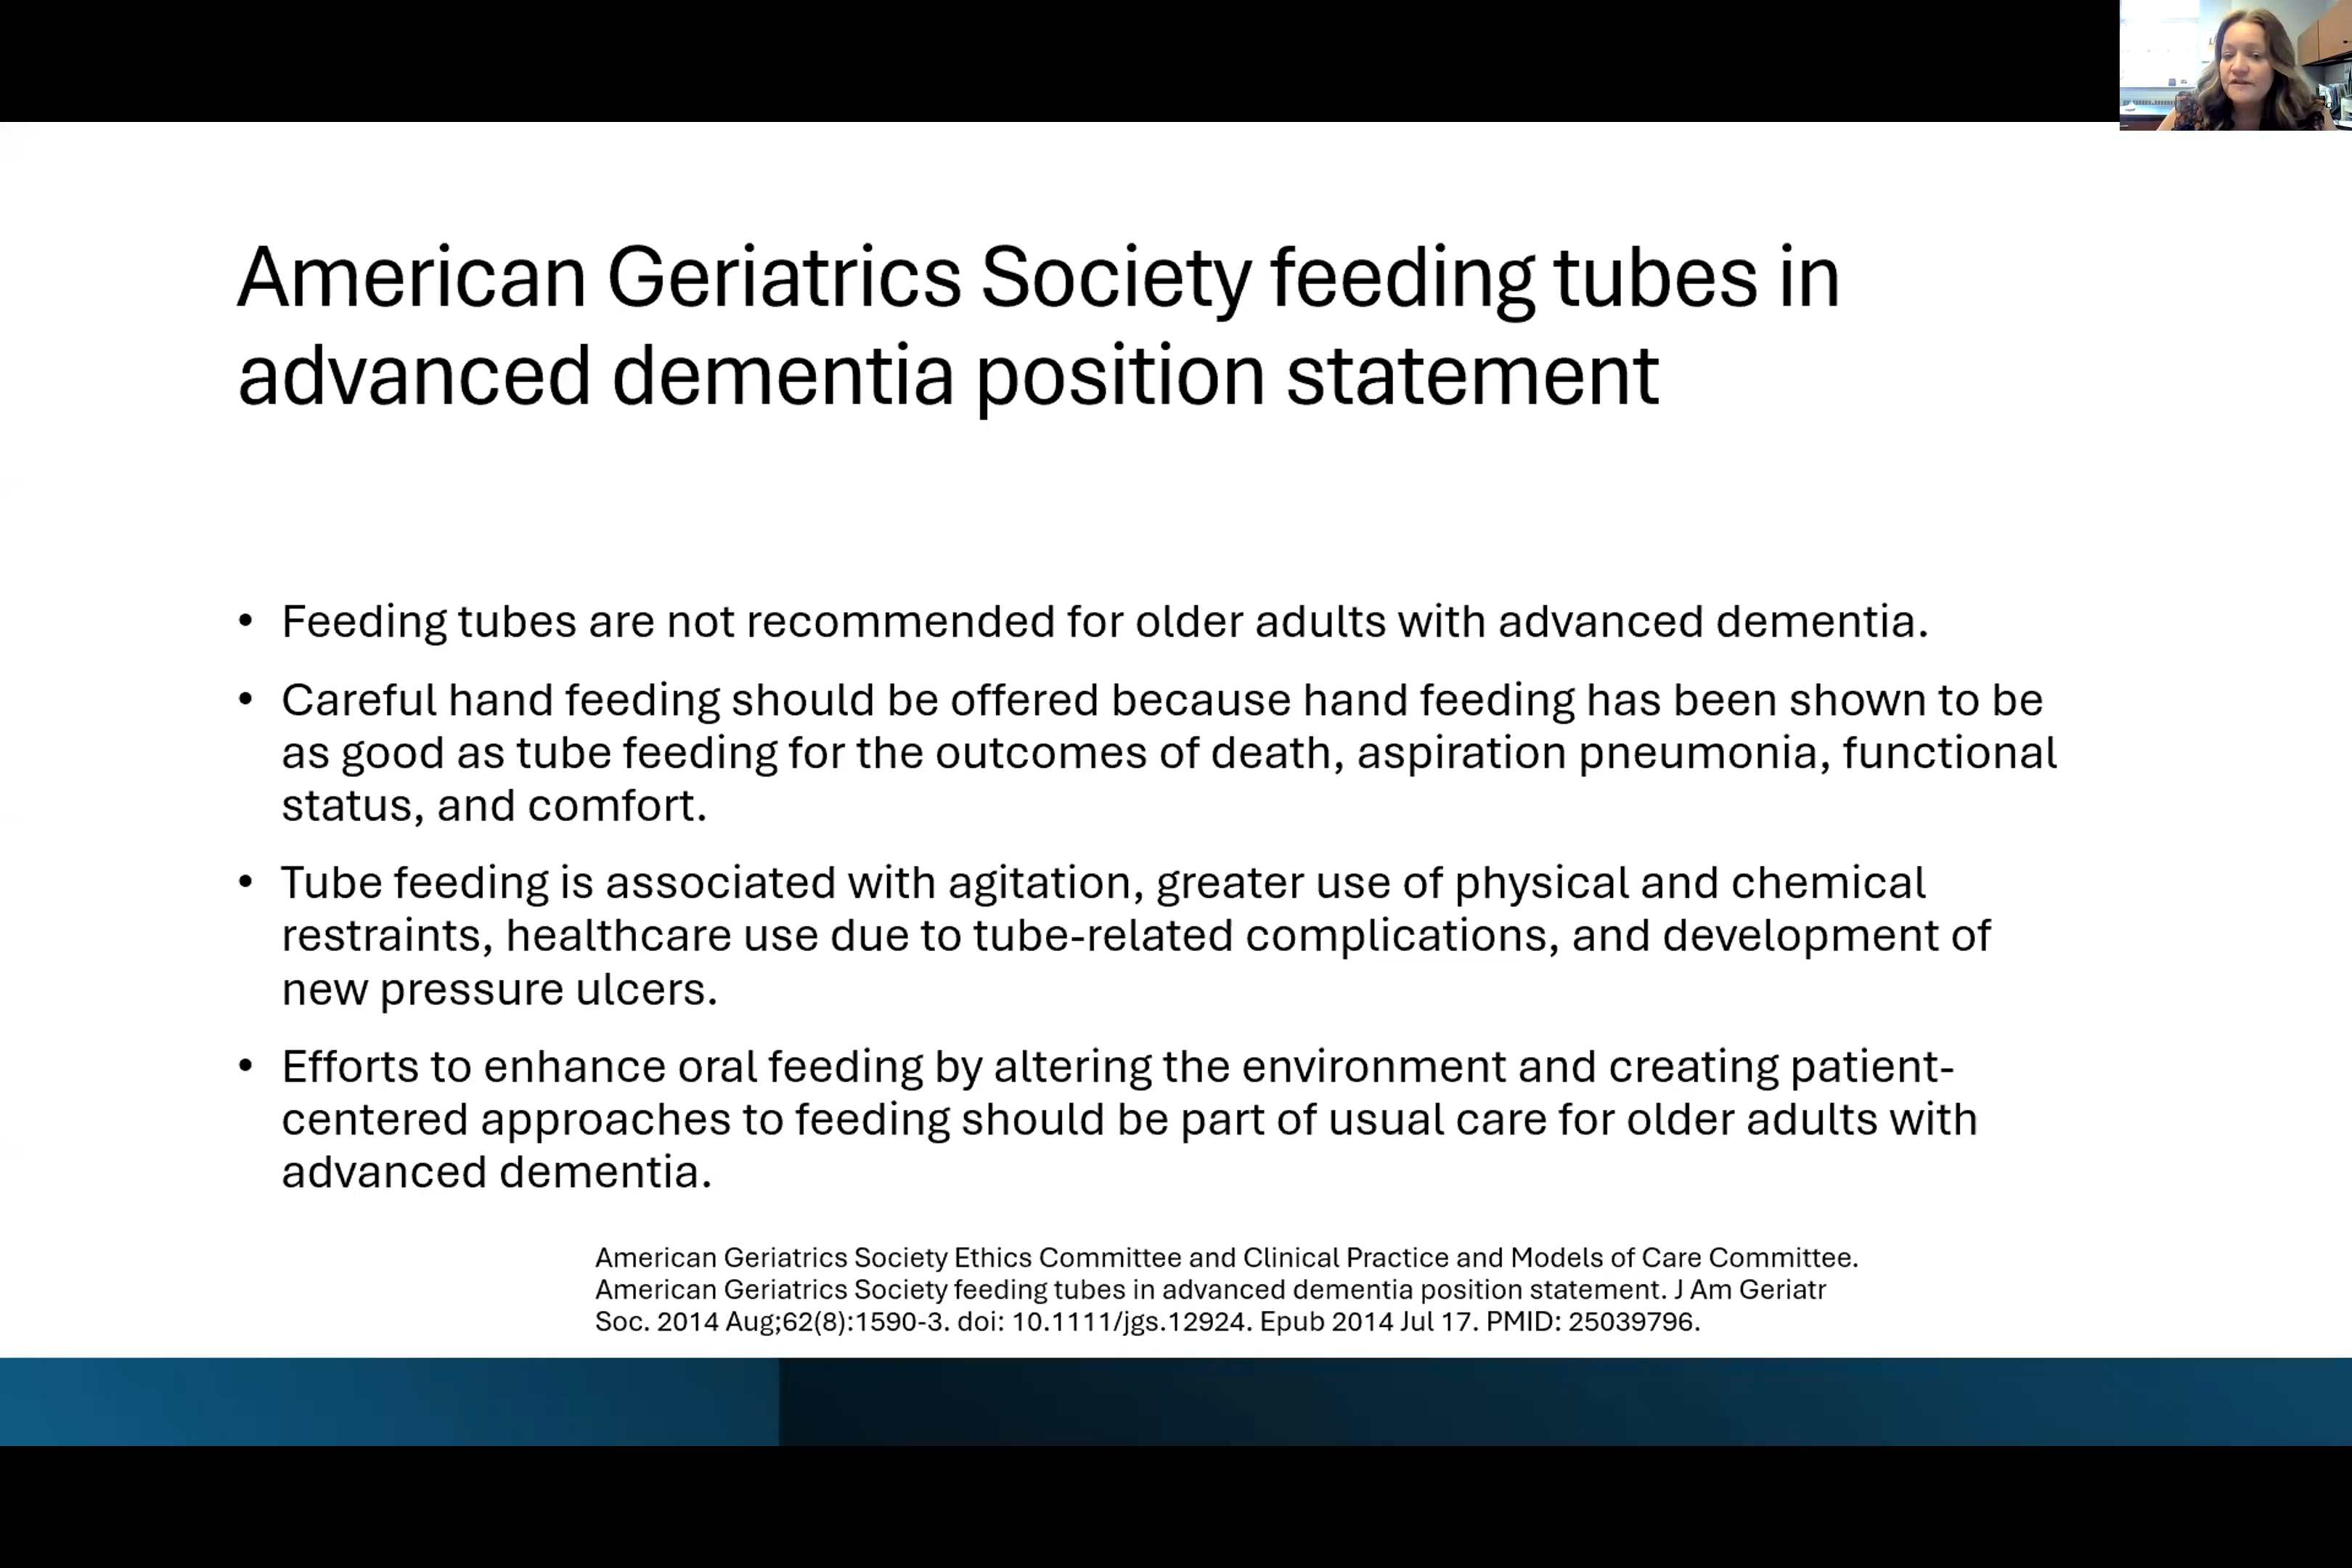 American Geriatrics Society feeding tubes in
advanced dementia position statement
• Feeding tubes are not recommended for older adults with advanced dementia.
• Careful hand feeding should be offered because hand feeding has been shown to be
as good as tube feeding for the outcomes of death, aspiration pneumonia, functional
status, and comfort.
• Tube feeding is associated with agitation, greater use of physical and chemical
restraints, healthcare use due to tube-related complications, and development of
new pressure ulcers.
• Efforts to enhance oral feeding by altering the environment and creating patient-
centered approaches to feeding should be part of usual care for older adults with
advanced dementia.
American Geriatrics Society Ethics Committee and Clinical Practice and Models of Care Committee.
American Geriatrics Society feeding tubes in advanced dementia position statement. J Am Geriatr
Soc. 2014 Aug;62(8):1590-3. doi: 10.1111/jgs.12924. Epub 2014 Jul 17. PMID: 25039796.